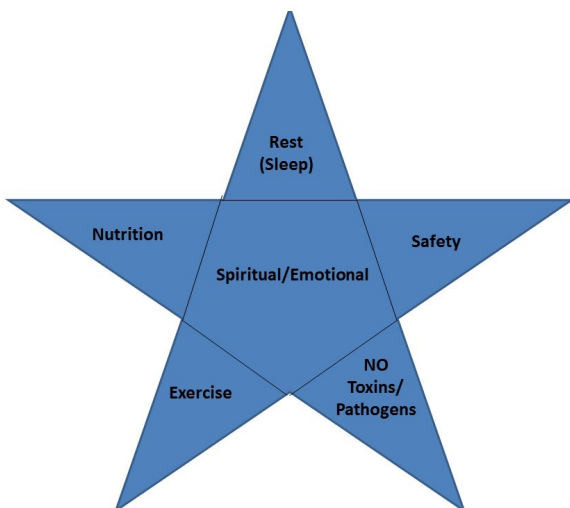 Rest
(Sleep)
Nutrition
Safety
Spiritual/Emotional
Exercise
NO
Toxins/
Pathogens